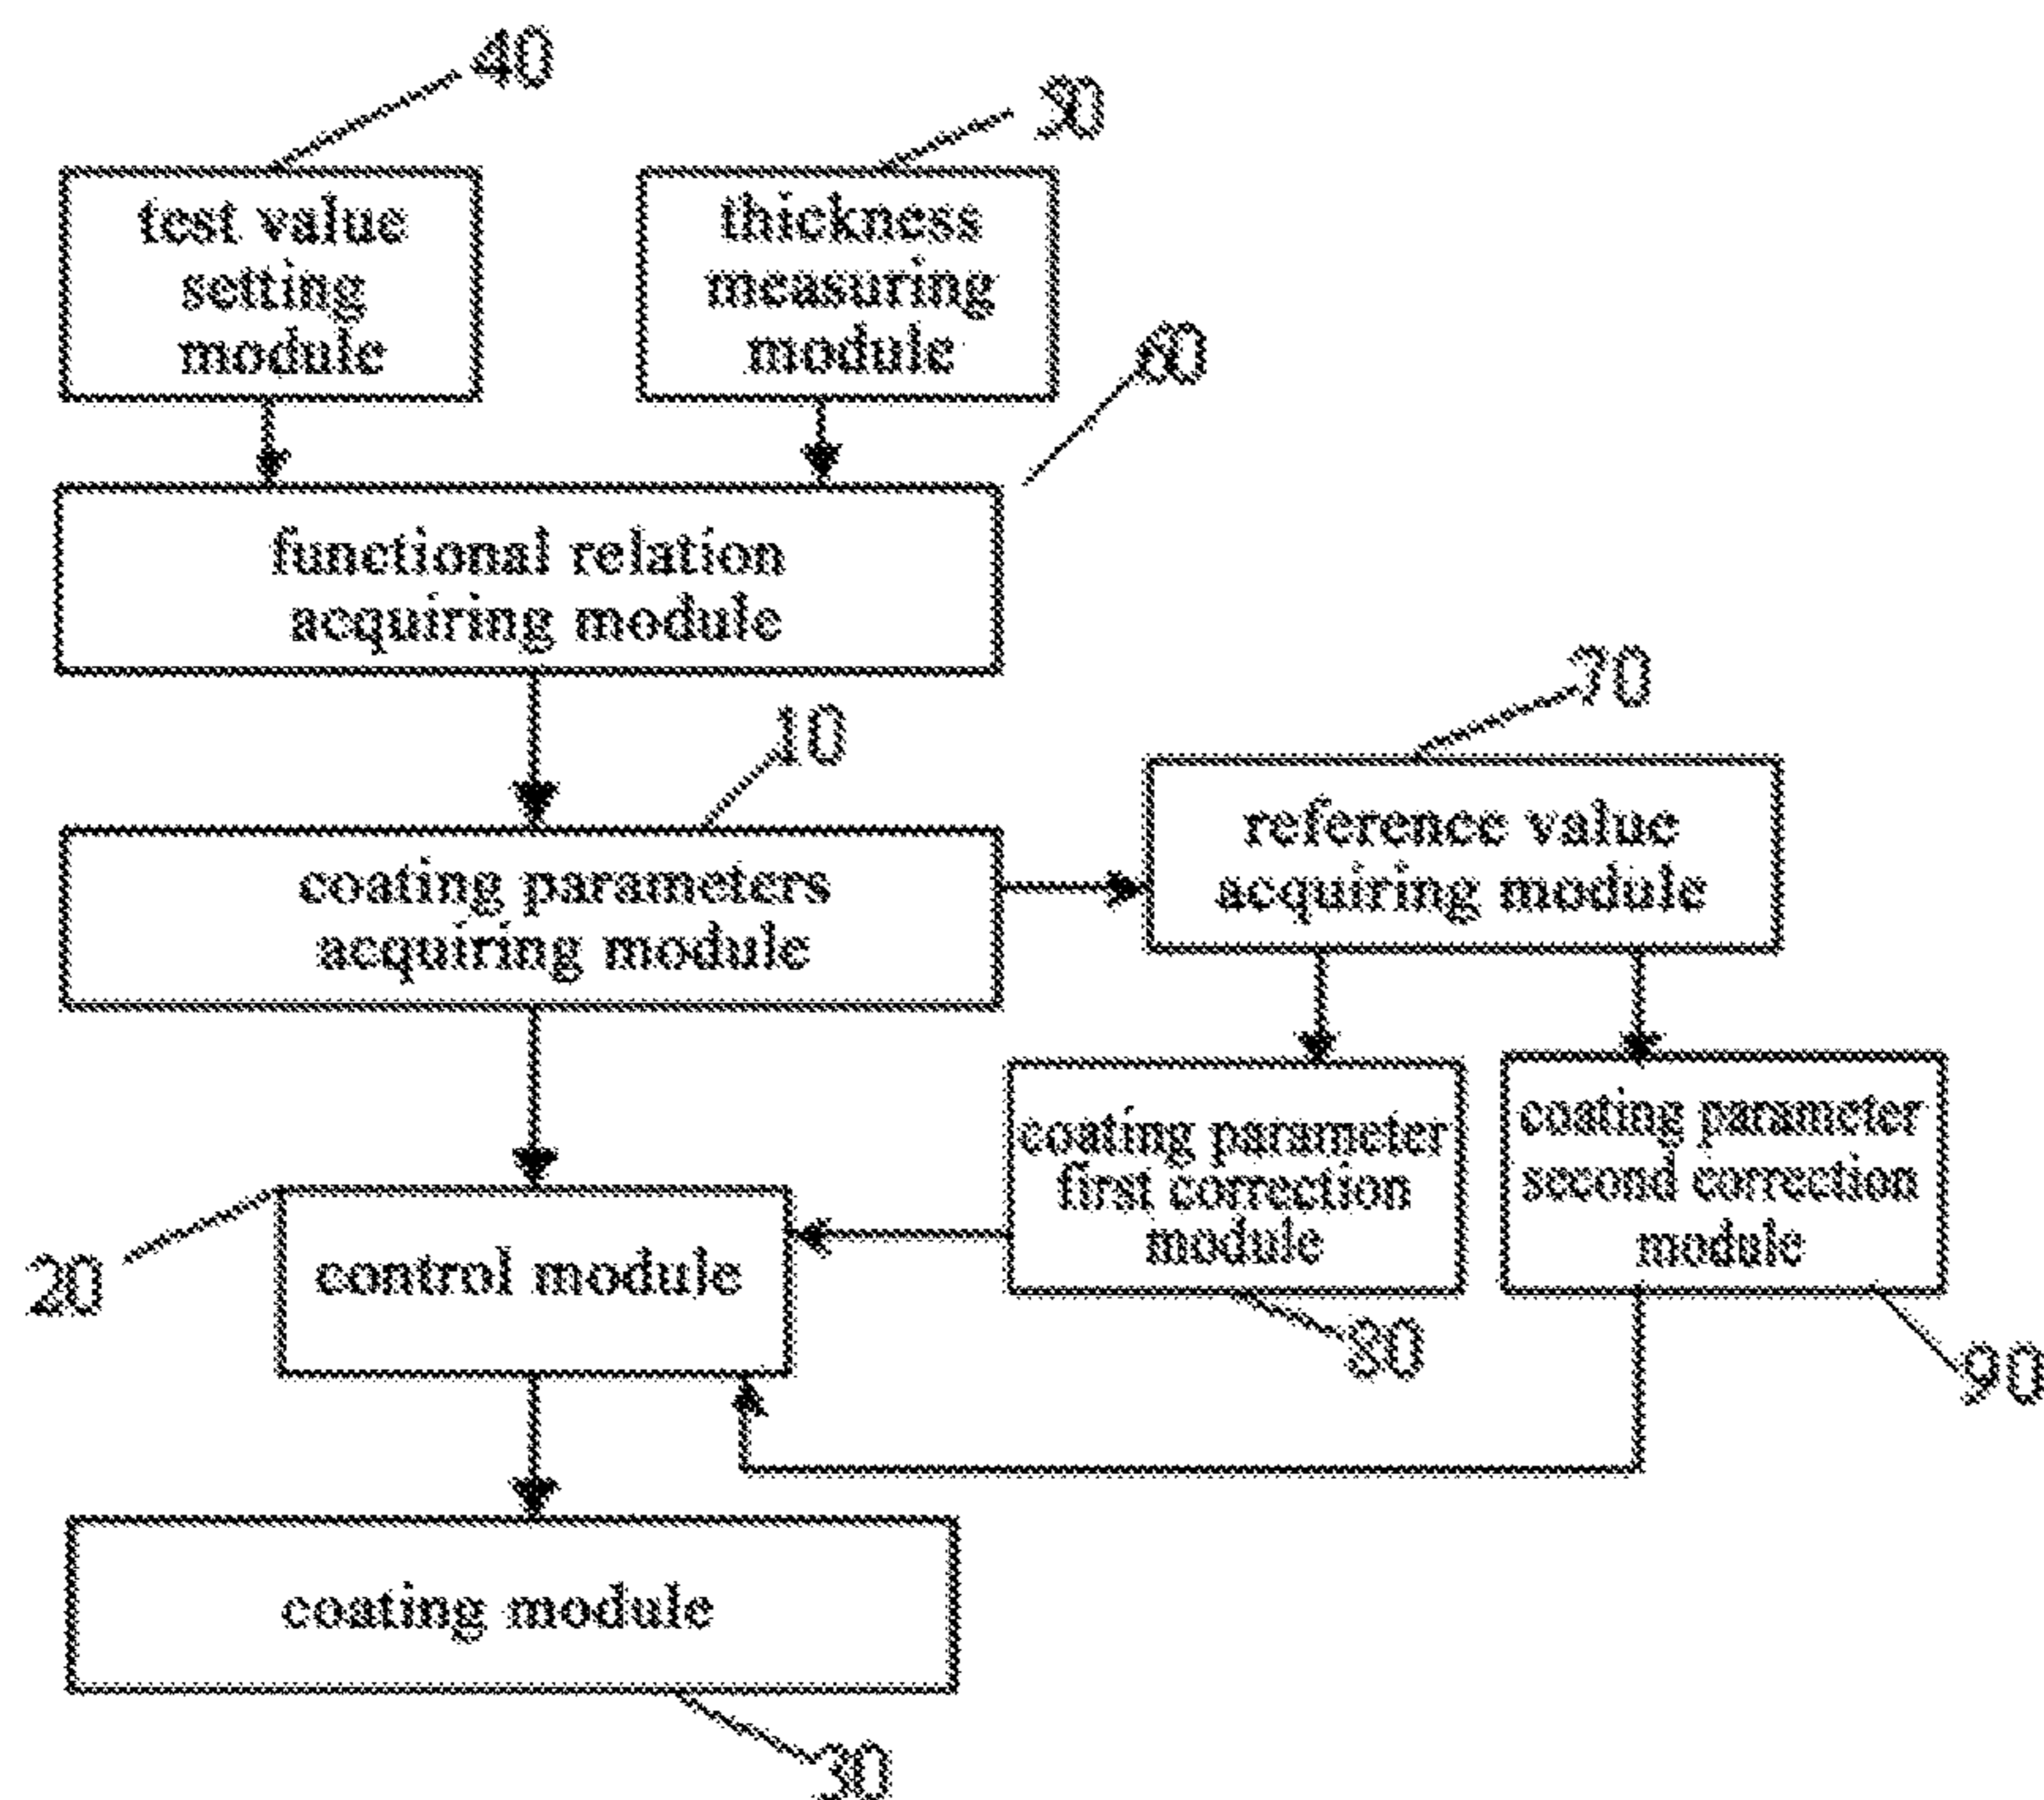 40
50
test value
setting
module
thickness
measuring
module
60
functional relation
acquiring module
10
70
coating parameters
acquiring module
reference value
acquiring module
coating parameter
first correction
module
coating parameter
second correction
module
20
control module
80
90
coating module
30